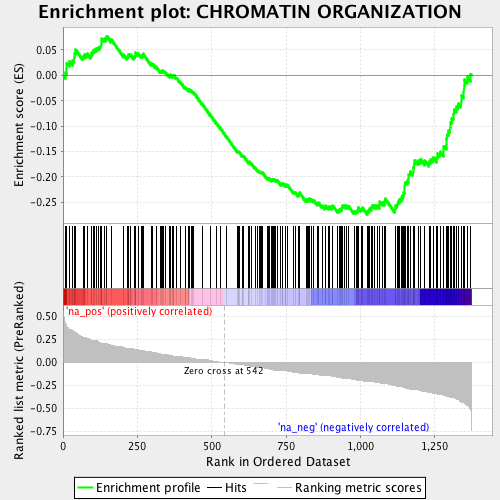 Enrichment plot: CHROMATIN ORGANIZATION
Enrichment score (ES)
0.05
0.00
-0.05
-0.10
-0.15
-0.20
-0.25
'na_pos' (positively correlated)
Ranked list metric (PreRanked)
0.50
0.25
0.00
-0.25
-0.50
-0.75
Zero cross at 542
'na_neg' (negatively correlated)
0
250
500
750
1,000
1,250
Rank in Ordered Dataset
Enrichment profile
Hits
Ranking metric scores